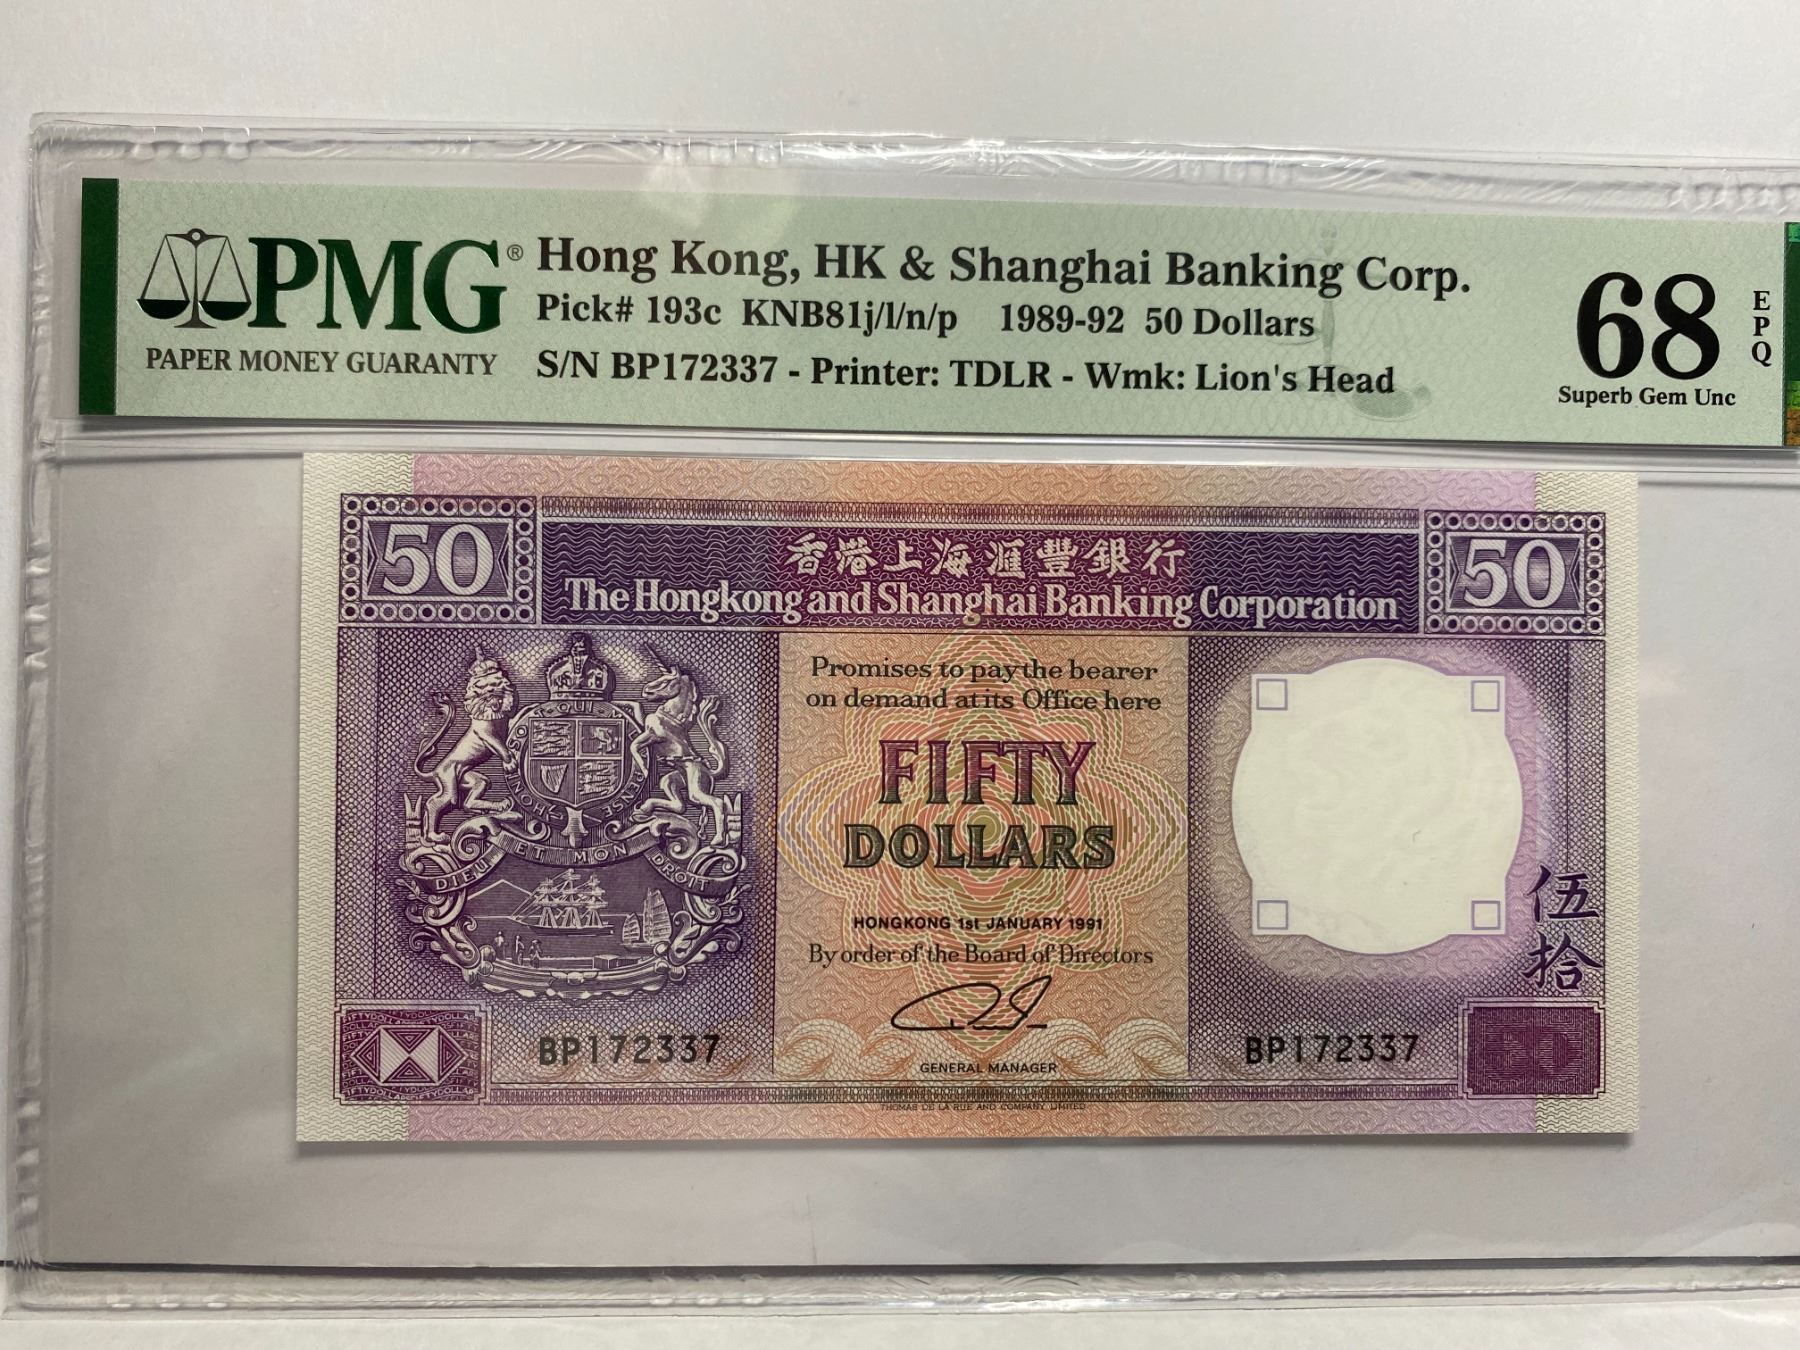 PMG®
PAPER MONEY GUARANTY
Hong Kong, HK & Shanghai Banking Corp.
Pick# 193c KNB81j/l/n/p 1989-92 50 Dollars
S/N BP172337 - Printer: TDLR - Wmk: Lion's Head
68
EPQ
Superb Gem Unc
50
香港上海滙豐銀行
50
The Hongkong and Shanghai Banking Corporation
Promises to pay the bearer
on demand at its Office here
FIFTY
DOLLARS
HONGKONG 1st JANUARY 1991
By order of the Board of Directors
GENERAL MANAGER
DIEU ET MON DROIT
伍拾
BP172337
BP172337
THOMAS DE LA RUE AND COMPANY LIMITED